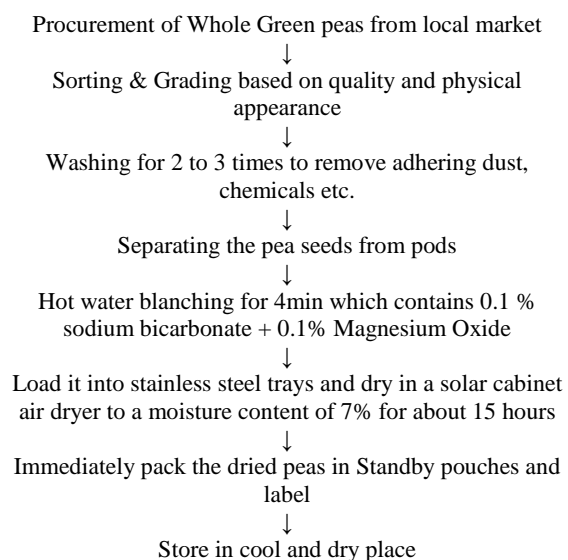 Procurement of Whole Green peas from local market
↓
Sorting & Grading based on quality and physical
appearance
↓
Washing for 2 to 3 times to remove adhering dust,
chemicals etc.
↓
Separating the pea seeds from pods
↓
Hot water blanching for 4min which contains 0.1 %
sodium bicarbonate + 0.1% Magnesium Oxide
↓
Load it into stainless steel trays and dry in a solar cabinet
air dryer to a moisture content of 7% for about 15 hours
↓
Immediately pack the dried peas in Standby pouches and
label
↓
Store in cool and dry place